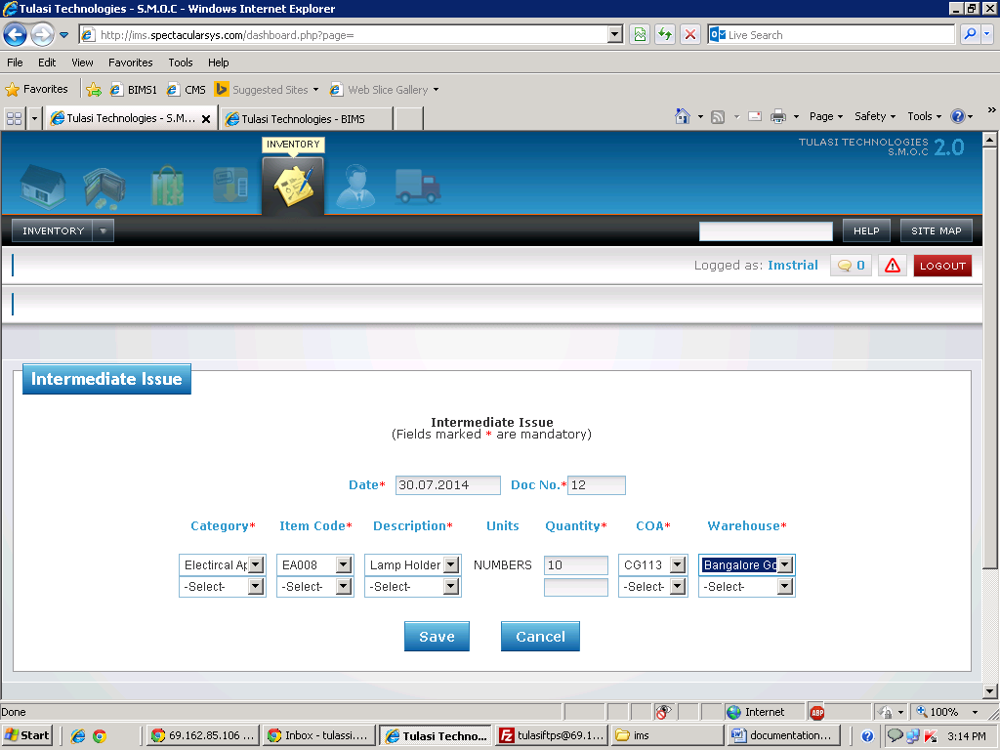 Tulasi Technologies - S.M.O.C - Windows Internet Explorer
http://ims.spectacularsys.com/dashboard.php?page=
Live Search
File Edit View Favorites Tools Help
Favorites BIMS1 CMS Suggested Sites Web Slice Gallery
Tulasi Technologies - S.M... Tulasi Technologies - BIMS Page Safety Tools
INVENTORY
TULASI TECHNOLOGIES
S.M.O.C 2.0
INVENTORY HELP SITE MAP
Logged as: Imstrial 0 LOGOUT
Intermediate Issue
Intermediate Issue
(Fields marked * are mandatory)
Date* 30.07.2014 Doc No.* 12
Category* Item Code* Description* Units Quantity* COA* Warehouse*
Electircal Ap EA008 Lamp Holder NUMBERS 10 CG113 Bangalore Go
-Select- -Select- -Select- -Select- -Select-
Save Cancel
Done Internet ABP 100%
Start 69.162.85.106 ... Inbox - tulassi.... Tulasi Techno... tulasiftps@69.1... ims documentation... 3:14 PM